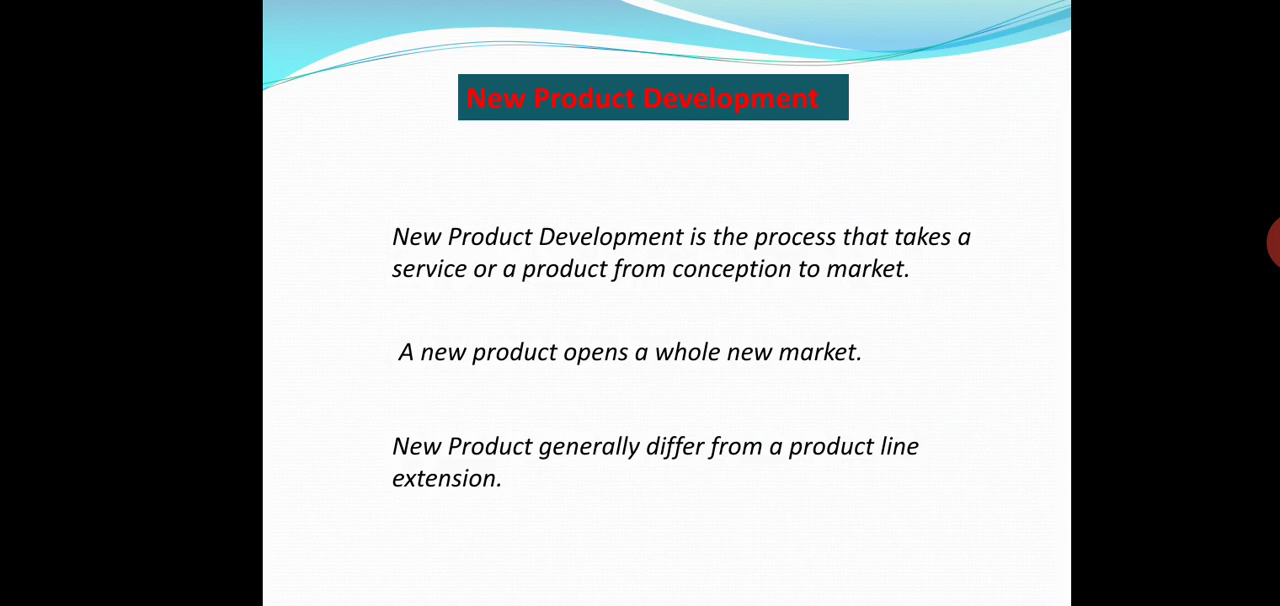 New Product Development
New Product Development is the process that takes a
service or a product from conception to market.
A new product opens a whole new market.
New Product generally differ from a product line
extension.